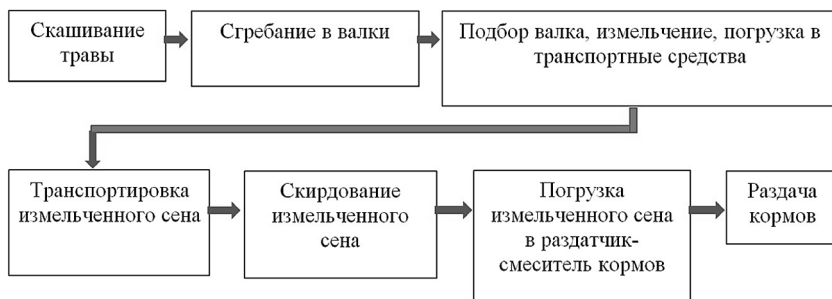 Скашивание
травы
Сгребание в валки
Подбор валка, измельчение, погрузка в
транспортные средства
Транспортировка
измельченного сена
Скирдование
измельченного
сена
Погрузка
измельченного сена
в раздатчик-
смеситель кормов
Раздача
кормов